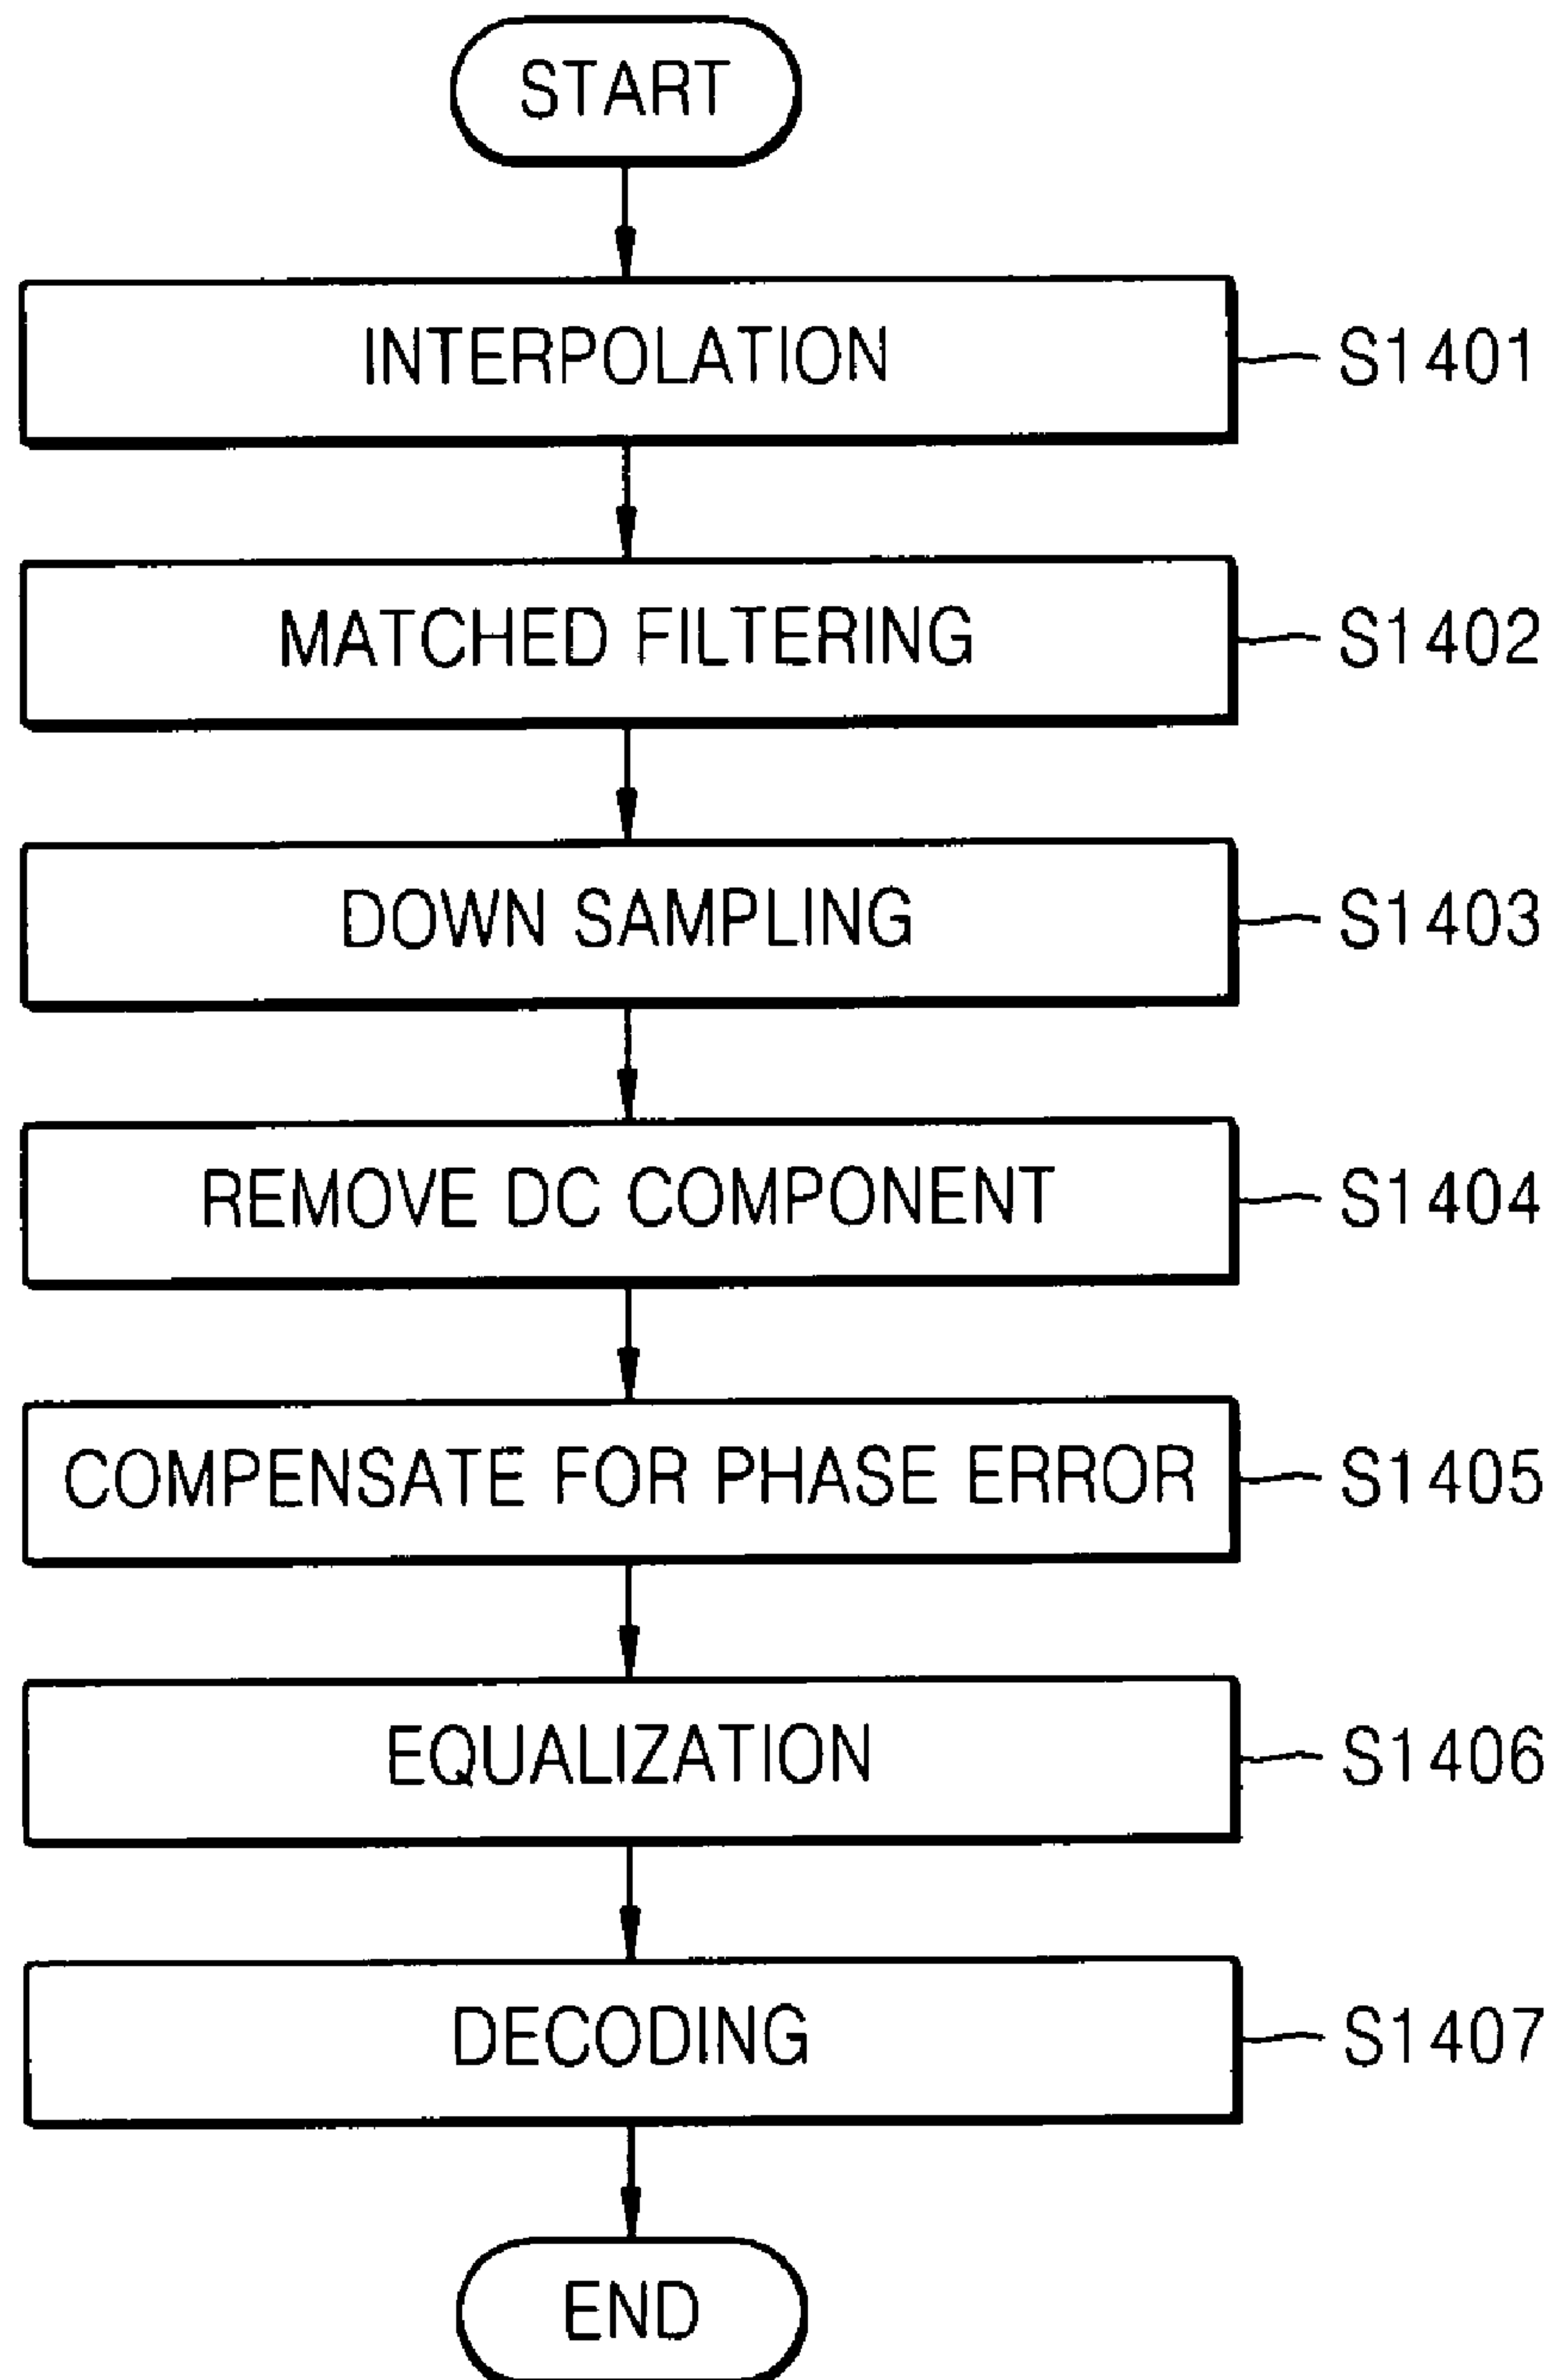 START
INTERPOLATION S1401
MATCHED FILTERING S1402
DOWN SAMPLING S1403
REMOVE DC COMPONENT S1404
COMPENSATE FOR PHASE ERROR S1405
EQUALIZATION S1406
DECODING S1407
END